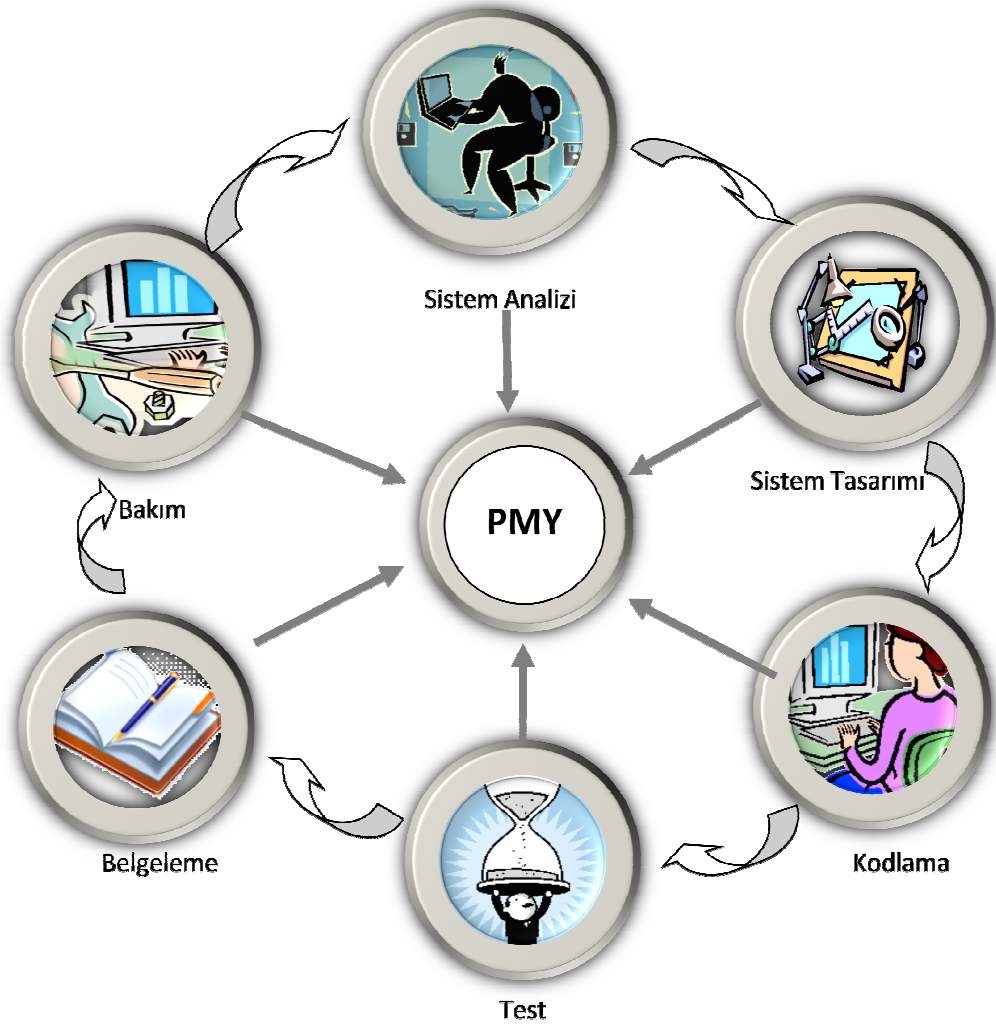 Sistem Analizi
Sistem Tasarımı
Bakım
PMY
Belgeleme
Kodlama
Test